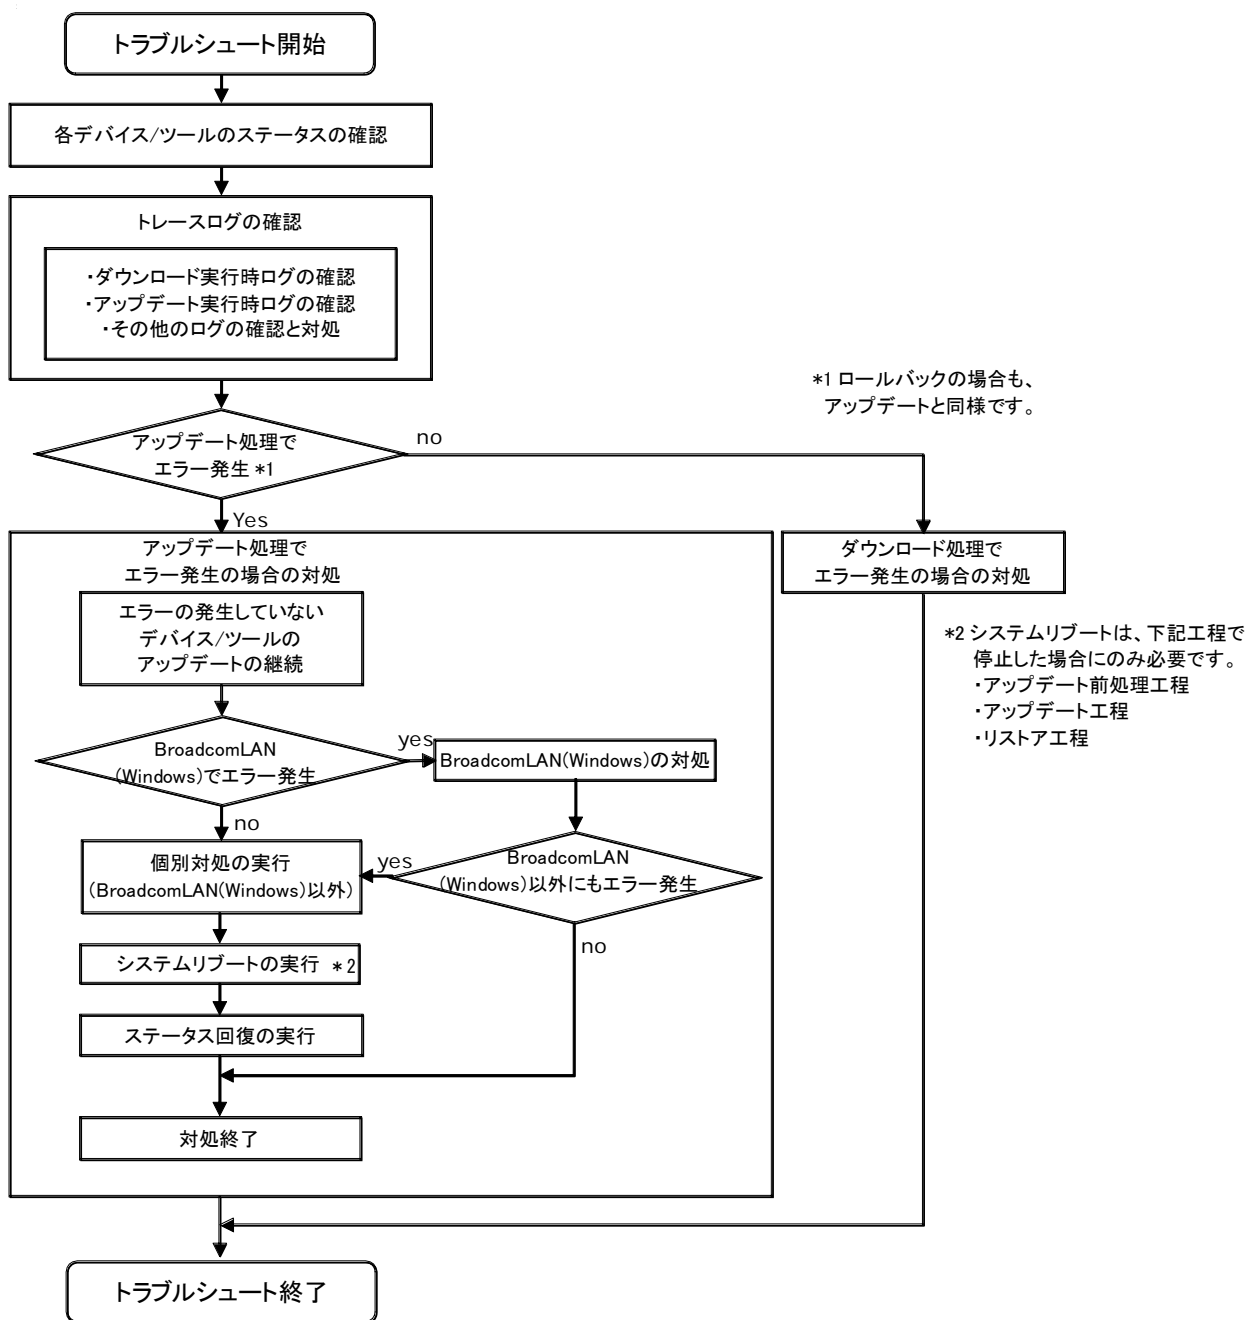 トラブルシュート開始
各デバイス/ツールのステータスの確認
トレースログの確認
・ダウンロード実行時ログの確認
・アップデート実行時ログの確認
・その他のログの確認と対処
*1 ロールバックの場合も、
アップデートと同様です。
アップデート処理で
エラー発生 *1
no
Yes
アップデート処理で
エラー発生の場合の対処
ダウンロード処理で
エラー発生の場合の対処
エラーの発生していない
デバイス/ツールの
アップデートの継続
*2 システムリブートは、下記工程で
停止した場合にのみ必要です。
・アップデート前処理工程
・アップデート工程
・リストア工程
BroadcomLAN
(Windows)でエラー発生
yes
BroadcomLAN(Windows)の対処
no
個別対処の実行
(BroadcomLAN(Windows)以外)
yes
BroadcomLAN
(Windows)以外にもエラー発生
no
システムリブートの実行 *2
ステータス回復の実行
対処終了
トラブルシュート終了